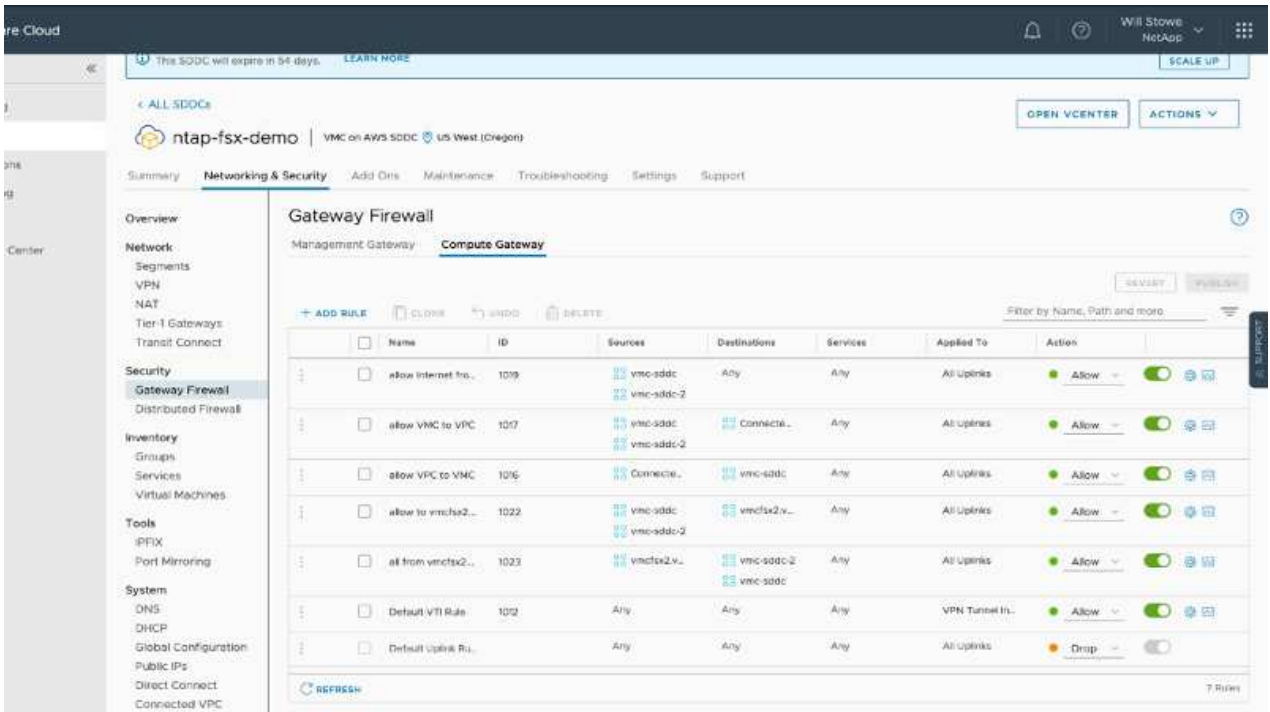 re Cloud
Will Stowe
NetApp
This SDDC will expire in 54 days. LEARN MORE
SCALE UP
< ALL SDDCs
OPEN VCENTER
ACTIONS
ntap-fsx-demo | VMC on AWS SDDC US West (Oregon)
Summary Networking & Security Add Ons Maintenance Troubleshooting Settings Support
Center
Overview
Network
Segments
VPN
NAT
Tier-1 Gateways
Transit Connect
Security
Gateway Firewall
Distributed Firewall
Inventory
Groups
Services
Virtual Machines
Tools
IPFIX
Port Mirroring
System
DNS
DHCP
Global Configuration
Public IPs
Direct Connect
Connected VPC
Gateway Firewall
Management Gateway Compute Gateway
REVERT PUBLISH
+ ADD RULE CLONE UNDO DELETE
Filter by Name, Path and more
SUPPORT
Name ID Sources Destinations Services Applied To Action
allow internet fro... 1019 vmc-sddc Any Any All Uplinks Allow
vmc-sddc-2
allow VMC to VPC 1017 vmc-sddc Connecte... Any All Uplinks Allow
vmc-sddc-2
allow VPC to VMC 1016 Connecte... vmc-sddc Any All Uplinks Allow
allow to vmcfsx2... 1022 vmc-sddc vmcfsx2.v... Any All Uplinks Allow
vmc-sddc-2
all from vmcfsx2... 1023 vmcfsx2.v... vmc-sddc-2 Any All Uplinks Allow
vmc-sddc
Default VTI Rule 1012 Any Any Any VPN Tunnel In... Allow
Default Uplink Ru... Any Any Any All Uplinks Drop
REFRESH
7 Rules